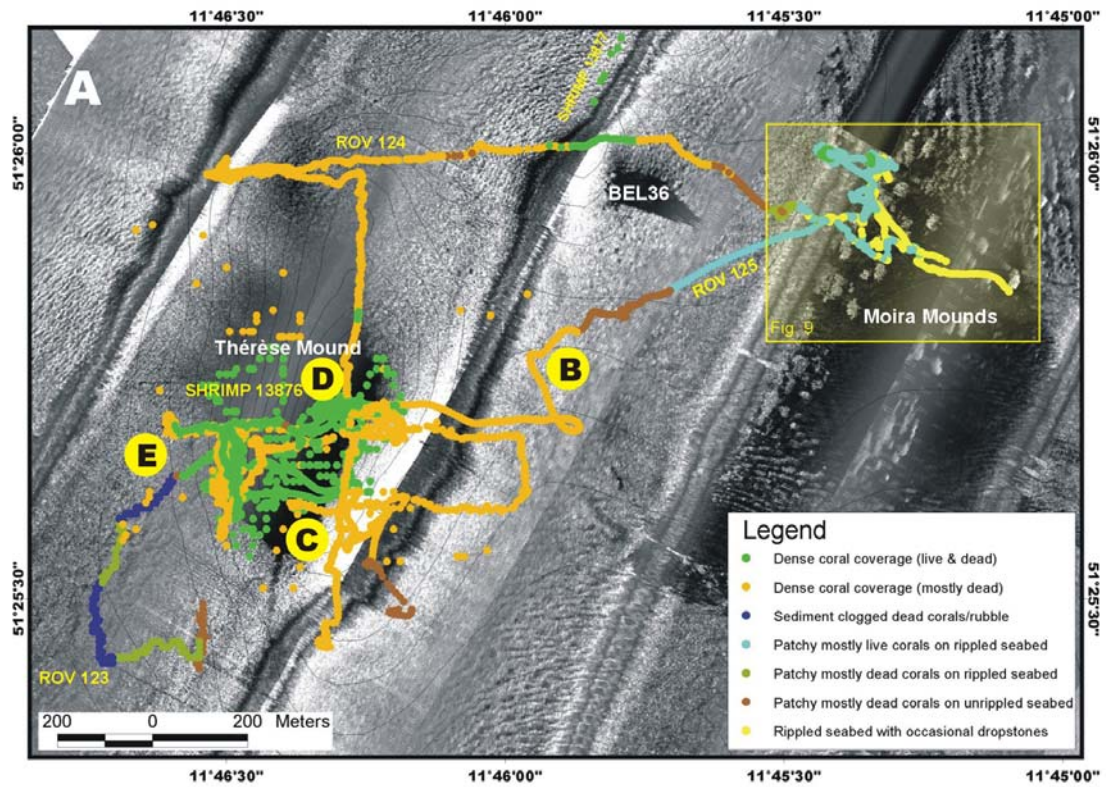 11°46'30" 11°46'00" 11°45'30" 11°45'00"
A
SHRIMP 13877
51°26'00"
51°26'00"
ROV 124
BEL36
ROV 125
Fig. 9
Moira Mounds
Thérèse Mound
SHRIMP 13876
D
B
E
C
51°25'30"
51°25'30"
ROV 123
Legend
Dense coral coverage (live & dead)
Dense coral coverage (mostly dead)
Sediment clogged dead corals/rubble
Patchy mostly live corals on rippled seabed
Patchy mostly dead corals on rippled seabed
Patchy mostly dead corals on unrippled seabed
Rippled seabed with occasional dropstones
200 0 200 Meters
11°46'30" 11°46'00" 11°45'30" 11°45'00"